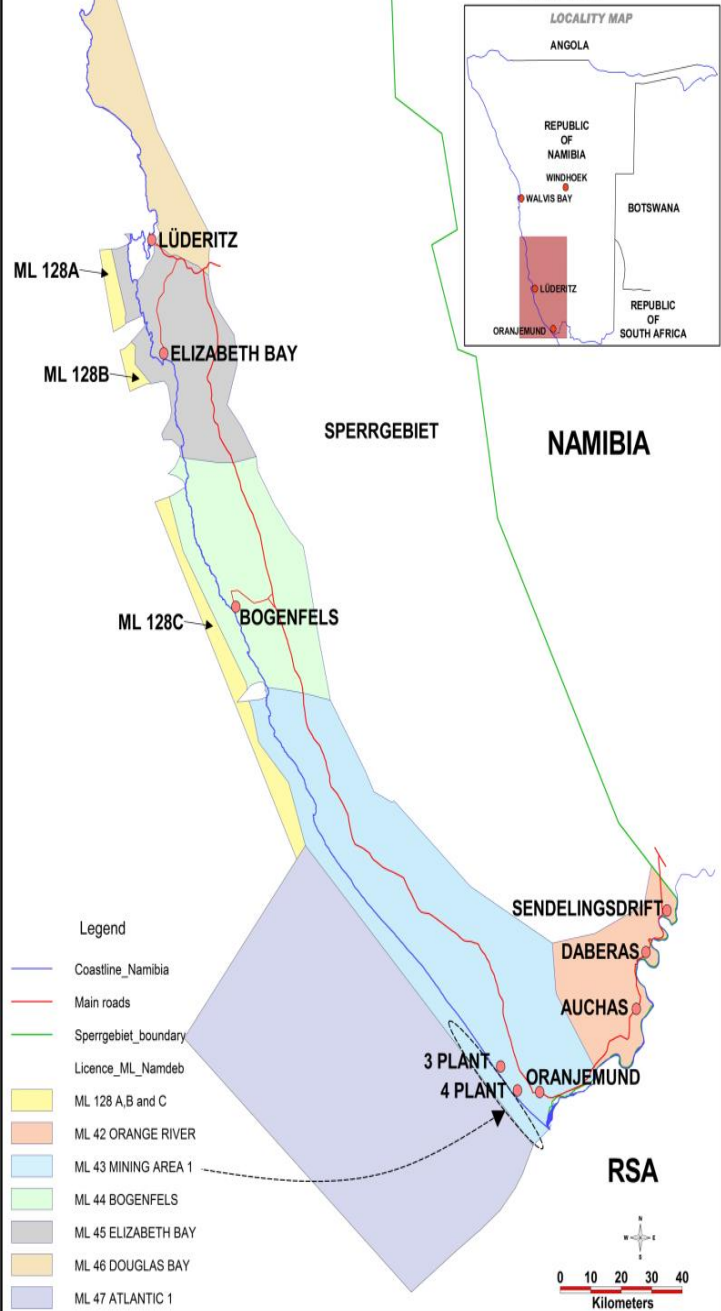 LOCALITY MAP
ANGOLA
REPUBLIC
OF
NAMIBIA
WINDHOEK
WALVIS BAY
BOTSWANA
LÜDERITZ
REPUBLIC
OF
SOUTH AFRICA
ORANJEMUND
LÜDERITZ
ML 128A
ELIZABETH BAY
ML 128B
SPERRGEBIET
NAMIBIA
ML 128C
BOGENFELS
SENDELINGSDRIFT
DABERAS
AUCHAS
3 PLANT
ORANJEMUND
4 PLANT
RSA
Legend
Coastline_Namibia
Main roads
Sperrgebiet_boundary
Licence_ML_Namdeb
ML 128 A,B and C
ML 42 ORANGE RIVER
ML 43 MINING AREA 1
ML 44 BOGENFELS
ML 45 ELIZABETH BAY
ML 46 DOUGLAS BAY
ML 47 ATLANTIC 1
N
W E
S
0 10 20 30 40
Kilometers